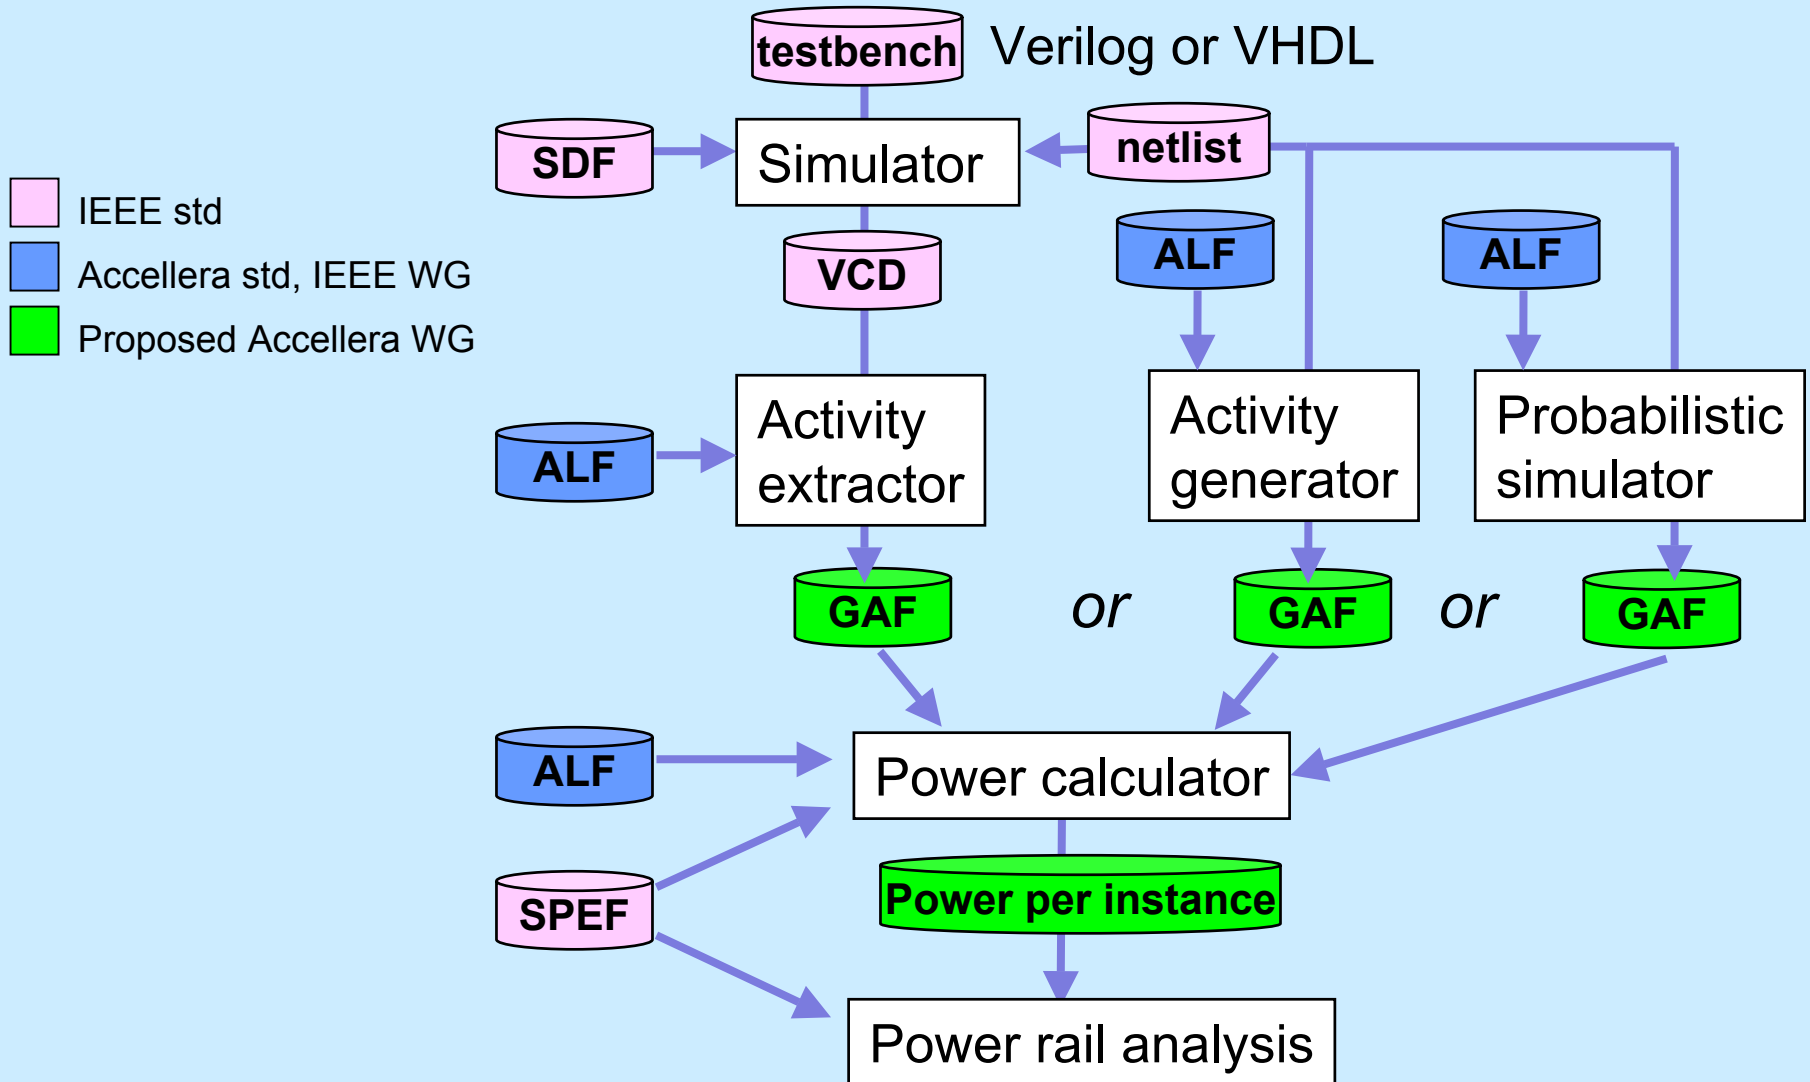 testbench
Verilog or VHDL
SDF
Simulator
netlist
IEEE std
Accellera std, IEEE WG
Proposed Accellera WG
VCD
ALF
ALF
ALF
Activity
extractor
Activity
generator
Probabilistic
simulator
GAF
or
GAF
or
GAF
ALF
Power calculator
SPEF
Power per instance
Power rail analysis